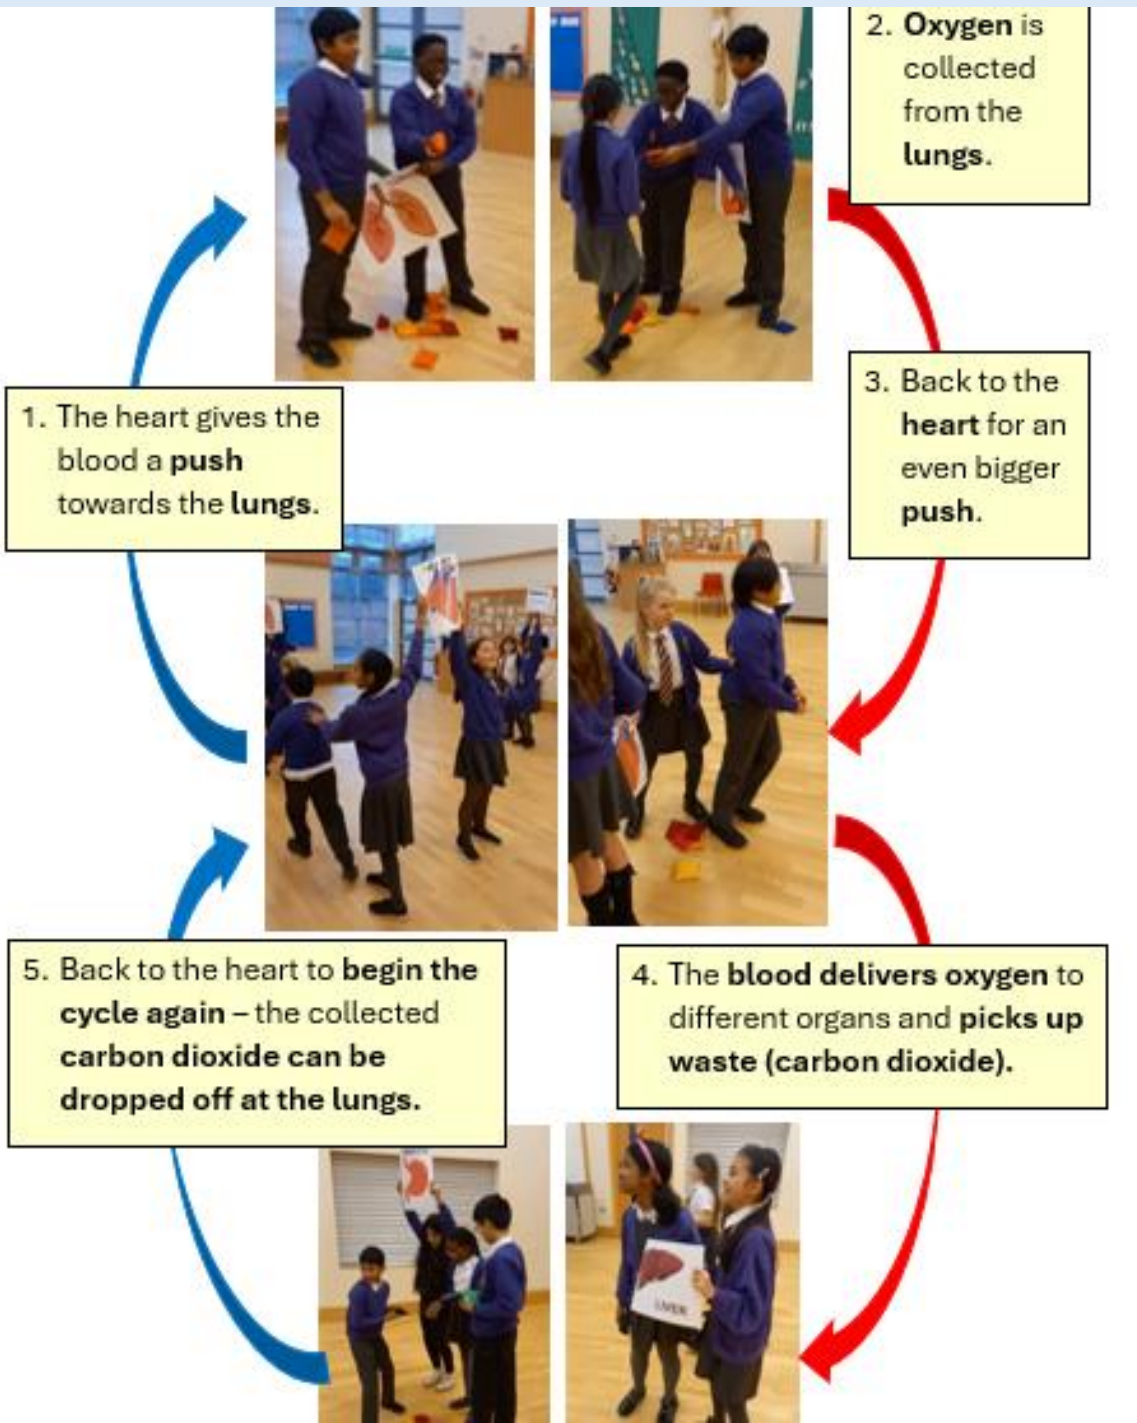 2. Oxygen is
collected
from the
lungs.
3. Back to the
heart for an
even bigger
push.
1. The heart gives the
blood a push
towards the lungs.
5. Back to the heart to begin the
cycle again – the collected
carbon dioxide can be
dropped off at the lungs.
4. The blood delivers oxygen to
different organs and picks up
waste (carbon dioxide).
LIVER